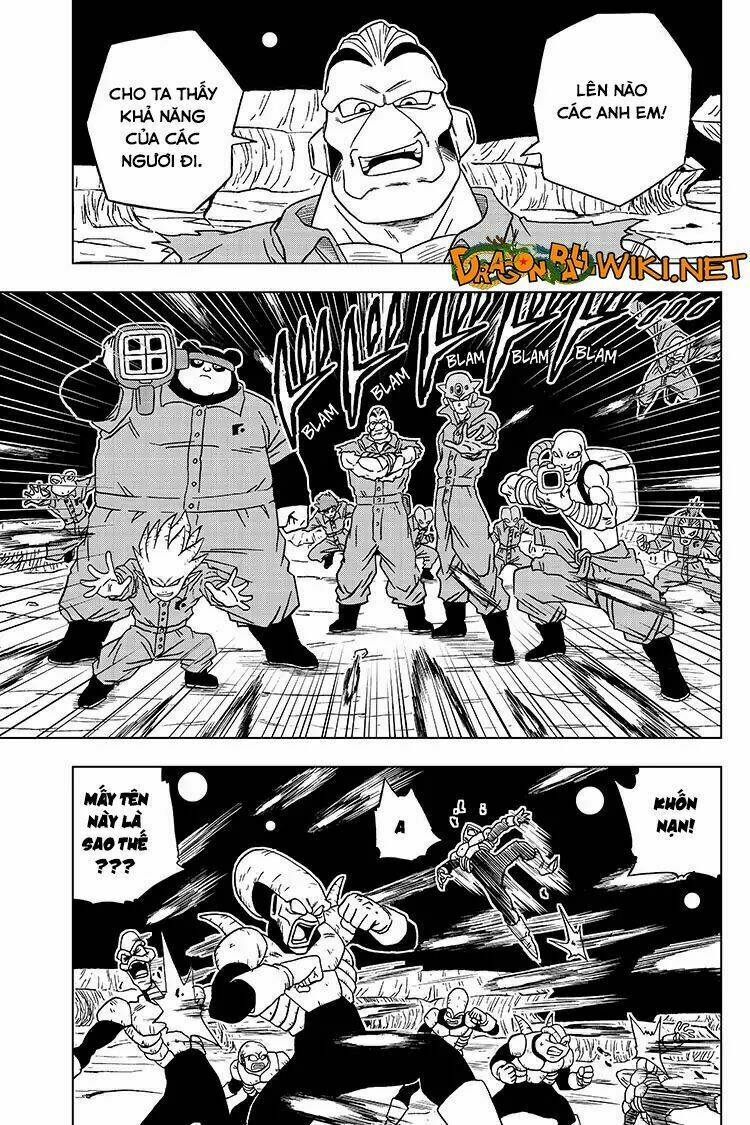 LÊN NÀO
CÁC ANH EM!
CHO TA THẤY
KHẢ NĂNG
CỦA CÁC
NGƯƠI ĐI.
DRAGON BALL WIKI.NET
BLAM
BLAM
BLAM
BLAM
BLAM
BLAM
KHỐN
NẠN!
A
MẤY TÊN
NÀY LÀ
SAO THẾ
???